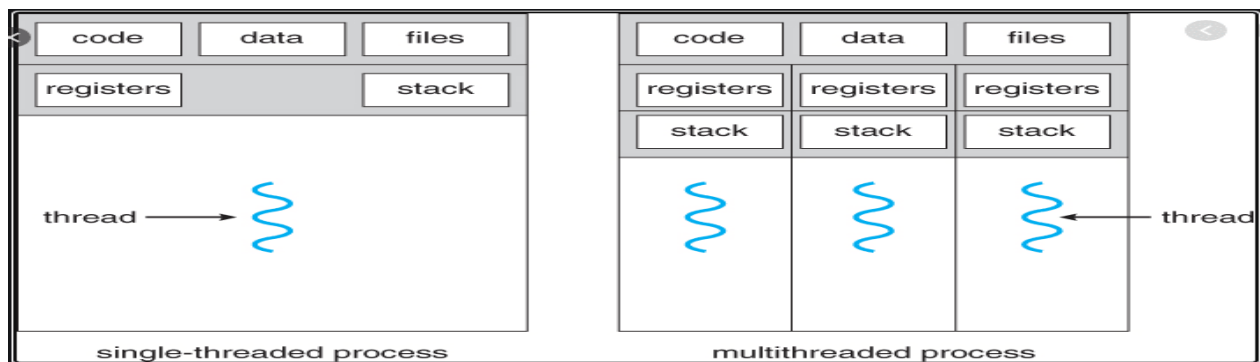 code data files
registers stack
thread
single-threaded process
code data files
registers registers registers
stack stack stack
thread
multithreaded process